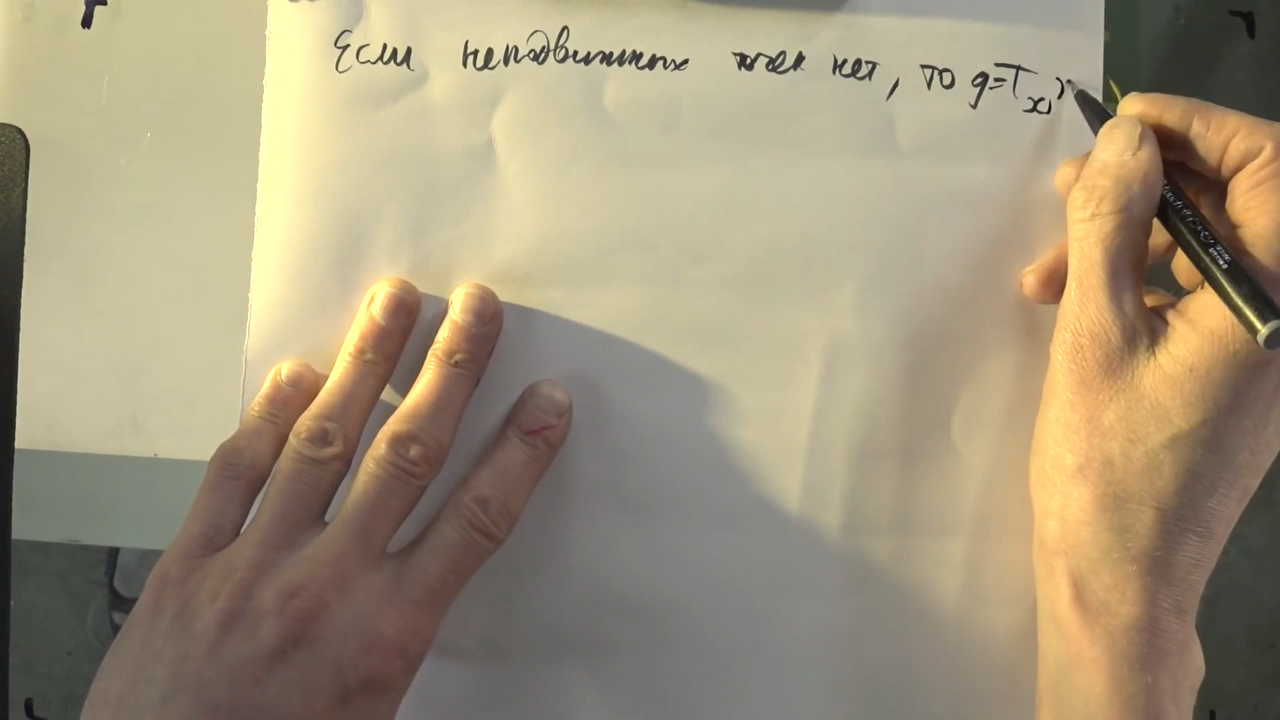 Если неподвижных точек нет, то g=T_x,